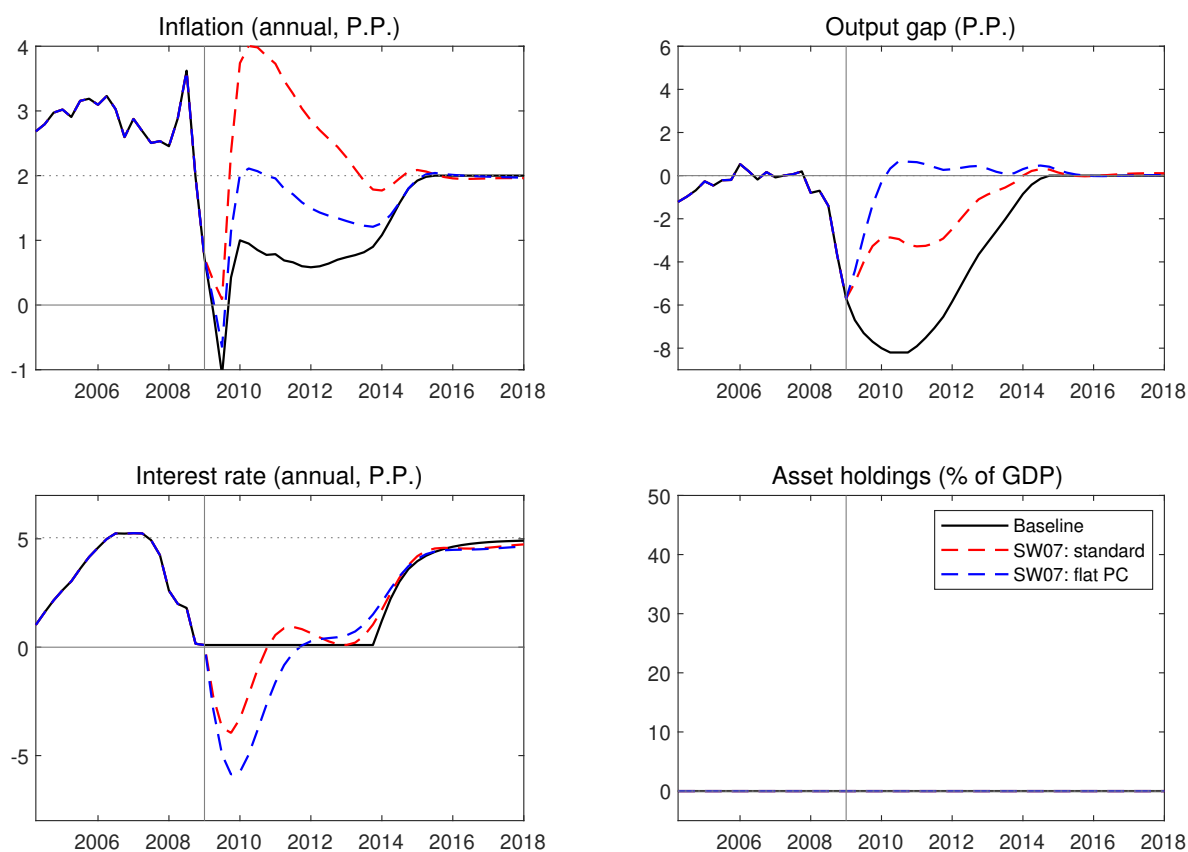 Inflation (annual, P.P.)
4
3
2
1
0
-1
2006 2008 2010 2012 2014 2016 2018
Output gap (P.P.)
6
4
2
0
-2
-4
-6
-8
2006 2008 2010 2012 2014 2016 2018
Interest rate (annual, P.P.)
5
0
-5
2006 2008 2010 2012 2014 2016 2018
Asset holdings (% of GDP)
50
40
30
20
10
0
Baseline
SW07: standard
SW07: flat PC
2006 2008 2010 2012 2014 2016 2018